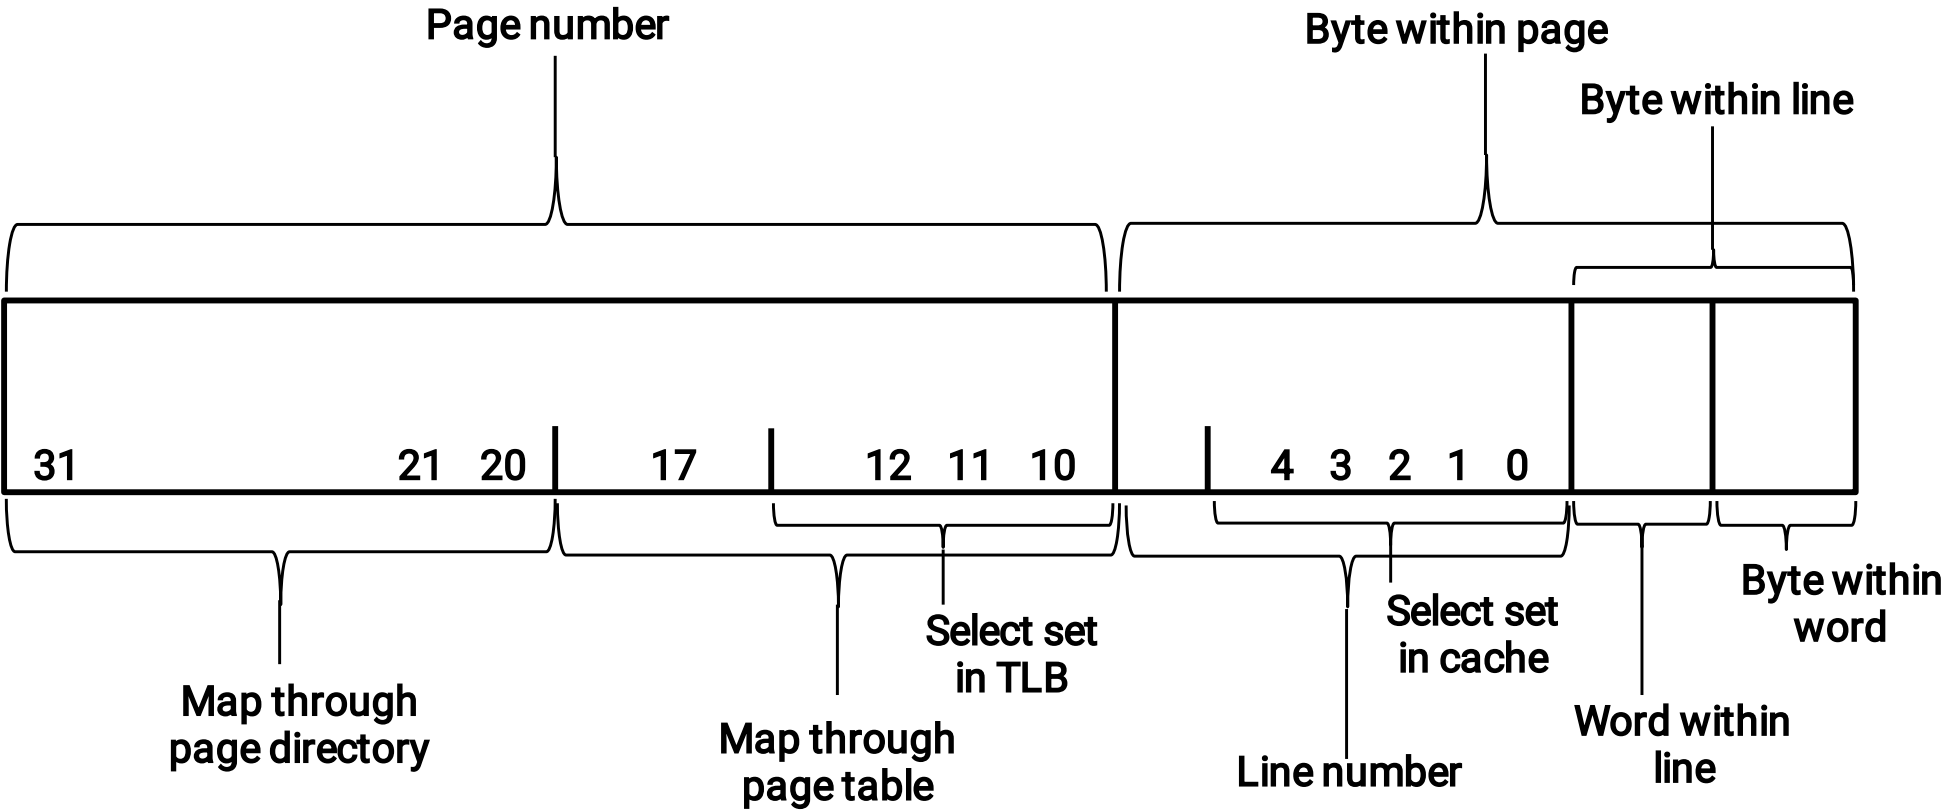 Page number
Byte within page
Byte within line
31 21 20 17 12 11 10 4 3 2 1 0
Select set
in TLB
Select set
in cache
Byte within
word
Map through
page directory
Map through
page table
Line number
Word within
line